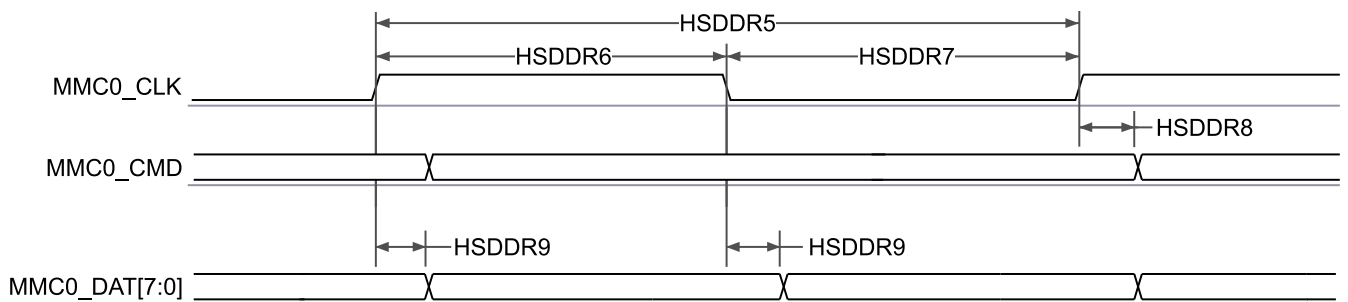 HSDDR5
HSDDR6 HSDDR7
MMC0_CLK
HSDDR8
MMC0_CMD
HSDDR9 HSDDR9
MMC0_DAT[7:0]